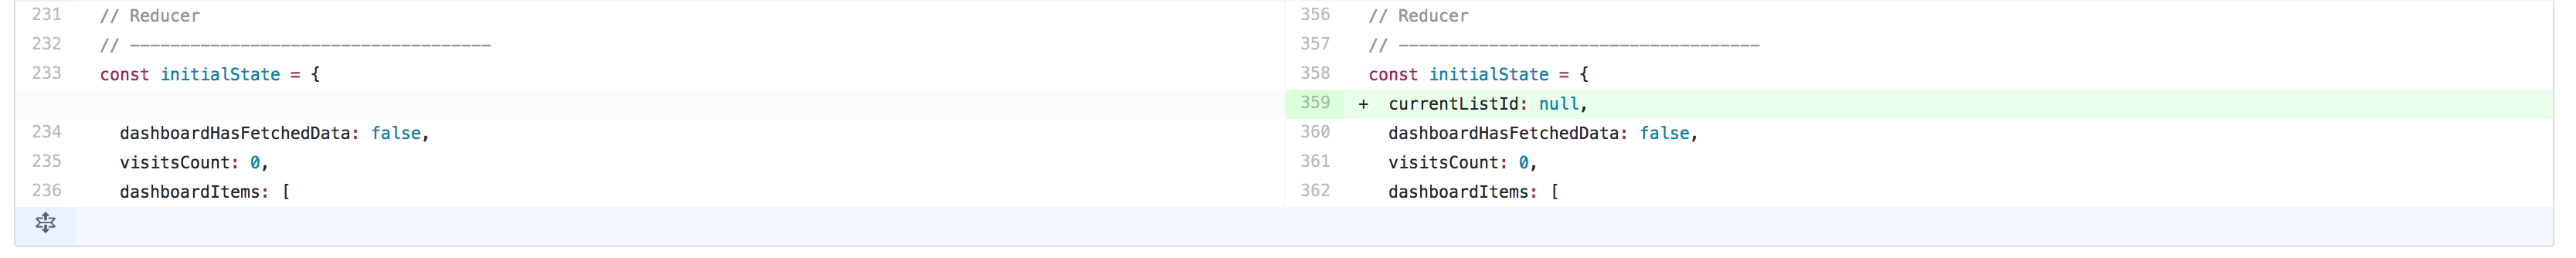 231 // Reducer
232 // ------------------------------------
233 const initialState = {
234 dashboardHasFetchedData: false,
235 visitsCount: 0,
236 dashboardItems: [
356 // Reducer
357 // ------------------------------------
358 const initialState = {
359 + currentListId: null,
360 dashboardHasFetchedData: false,
361 visitsCount: 0,
362 dashboardItems: [